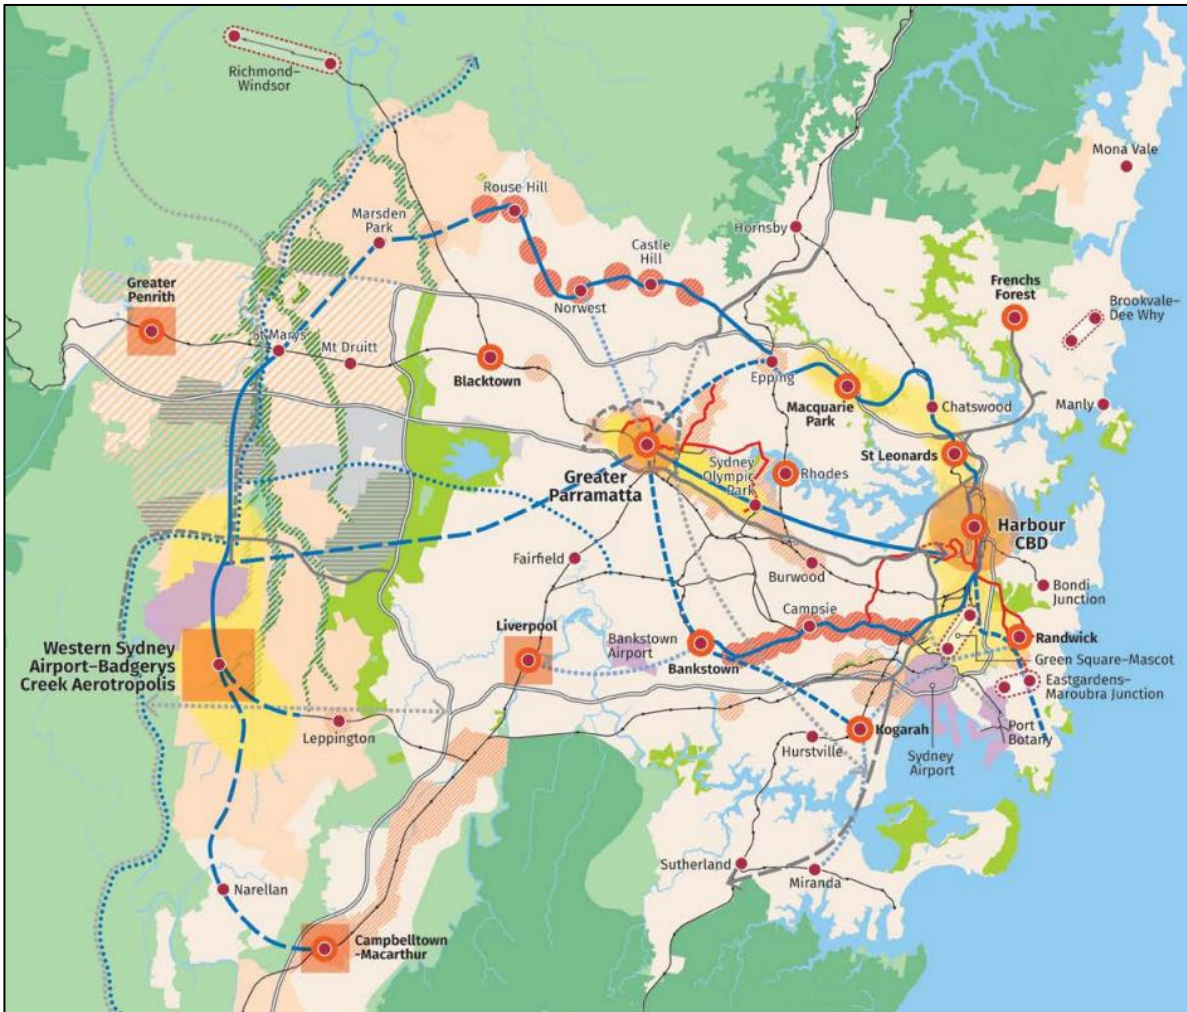 Richmond–
Windsor
Mona Vale
Rouse Hill
Marsden
Park
Hornsby
Castle
Hill
Greater
Penrith
Frenchs
Forest
Norwest
Brookvale–
Dee Why
St Marys
Mt Druitt
Blacktown
Epping
Macquarie
Park
Chatswood
Manly
St Leonards
Greater
Parramatta
Sydney
Olympic
Park
Rhodes
Harbour
CBD
Fairfield
Burwood
Bondi
Junction
Campsie
Liverpool
Bankstown
Airport
Bankstown
Randwick
Western Sydney
Airport–Badgerys
Creek Aerotropolis
Green Square–Mascot
Eastgardens–
Maroubra Junction
Leppington
Kogarah
Hurstville
Port
Botany
Sydney
Airport
Sutherland
Miranda
Narellan
Campbelltown
-Macarthur